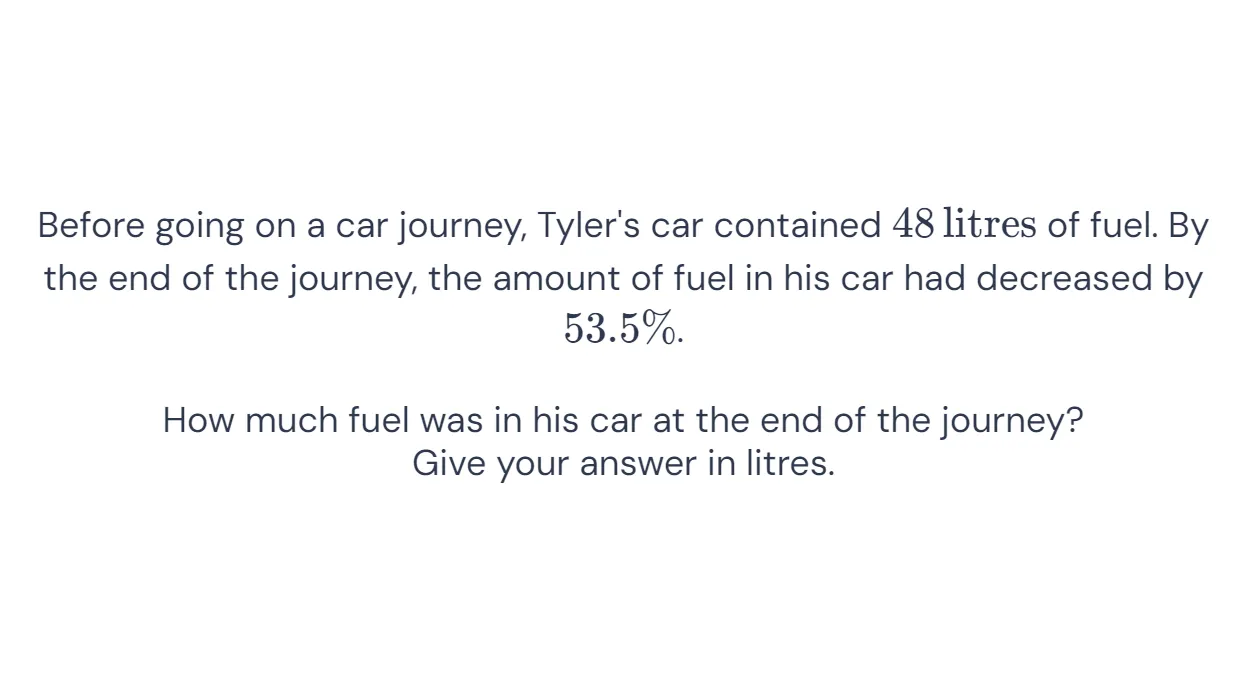 Before going on a car journey, Tyler's car contained 48 litres of fuel. By
the end of the journey, the amount of fuel in his car had decreased by
53.5%.
How much fuel was in his car at the end of the journey?
Give your answer in litres.